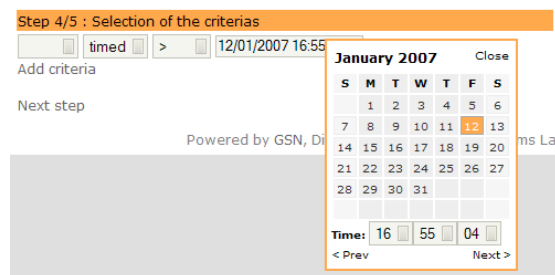 Step 4/5 : Selection of the criterias
timed > 12/01/2007 16:55
Add criteria
Next step
Powered by GSN, Di
ms La
January 2007 Close
S M T W T F S
1 2 3 4 5 6
7 8 9 10 11 12 13
14 15 16 17 18 19 20
21 22 23 24 25 26 27
28 29 30 31
Time: 16 55 04
< Prev Next >